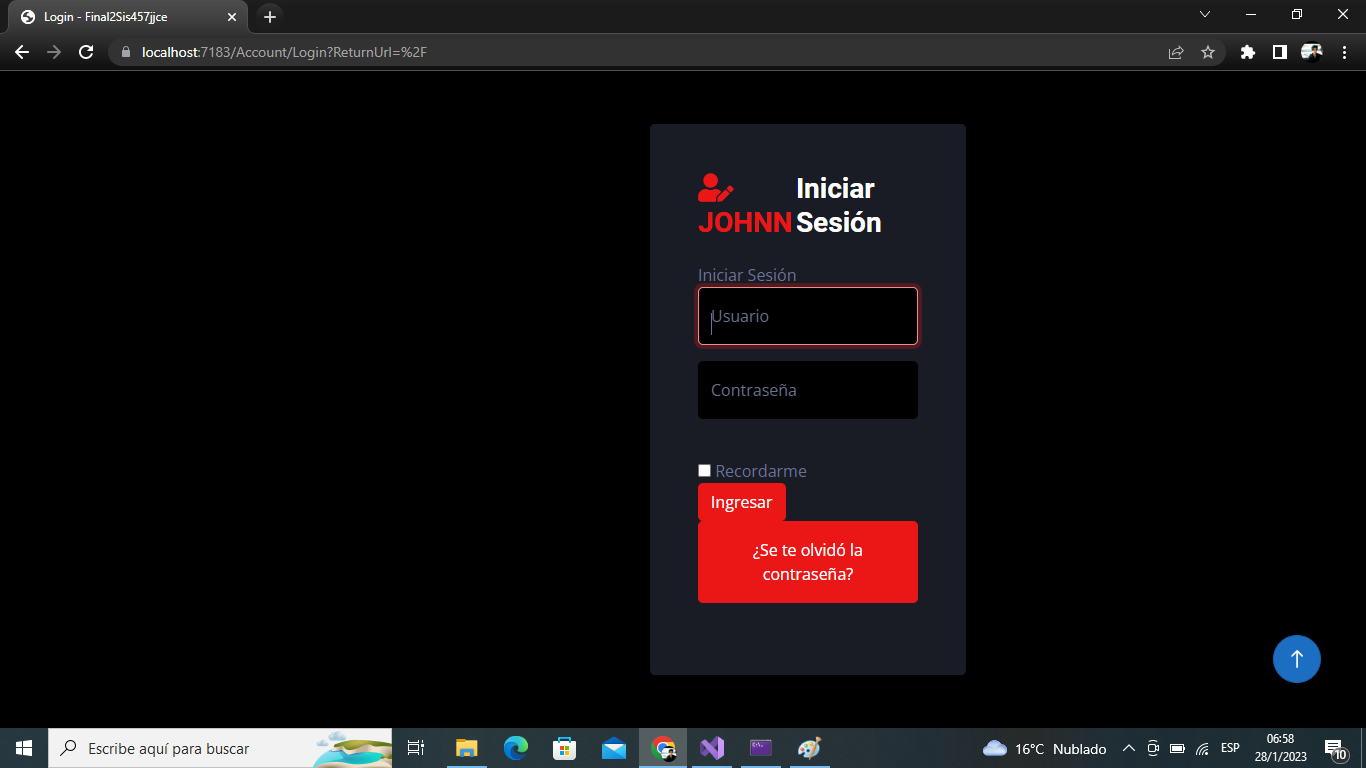 Login - Final2Sis457jjce
localhost:7183/Account/Login?ReturnUrl=%2F
JOHNN
Iniciar
Sesión
Iniciar Sesión
Usuario
Contraseña
Recordarme
Ingresar
¿Se te olvidó la
contraseña?
Escribe aquí para buscar
16°C Nublado
ESP
06:58
28/1/2023
10